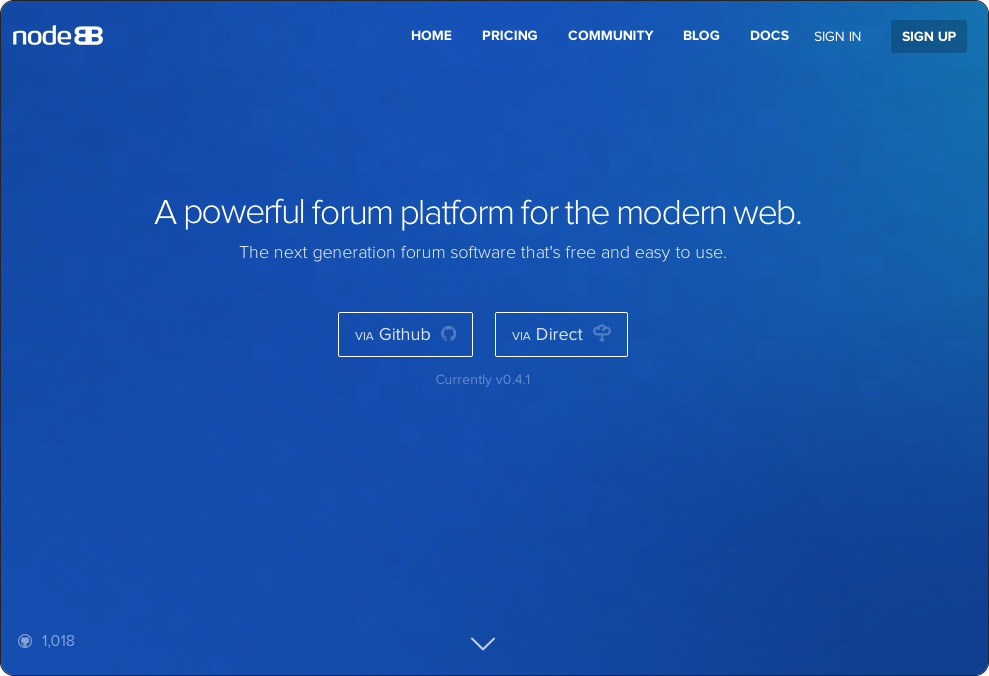 nodeBB
HOME PRICING COMMUNITY BLOG DOCS SIGN IN SIGN UP
A powerful forum platform for the modern web.
The next generation forum software that's free and easy to use.
VIA Github VIA Direct
Currently v0.4.1
1,018